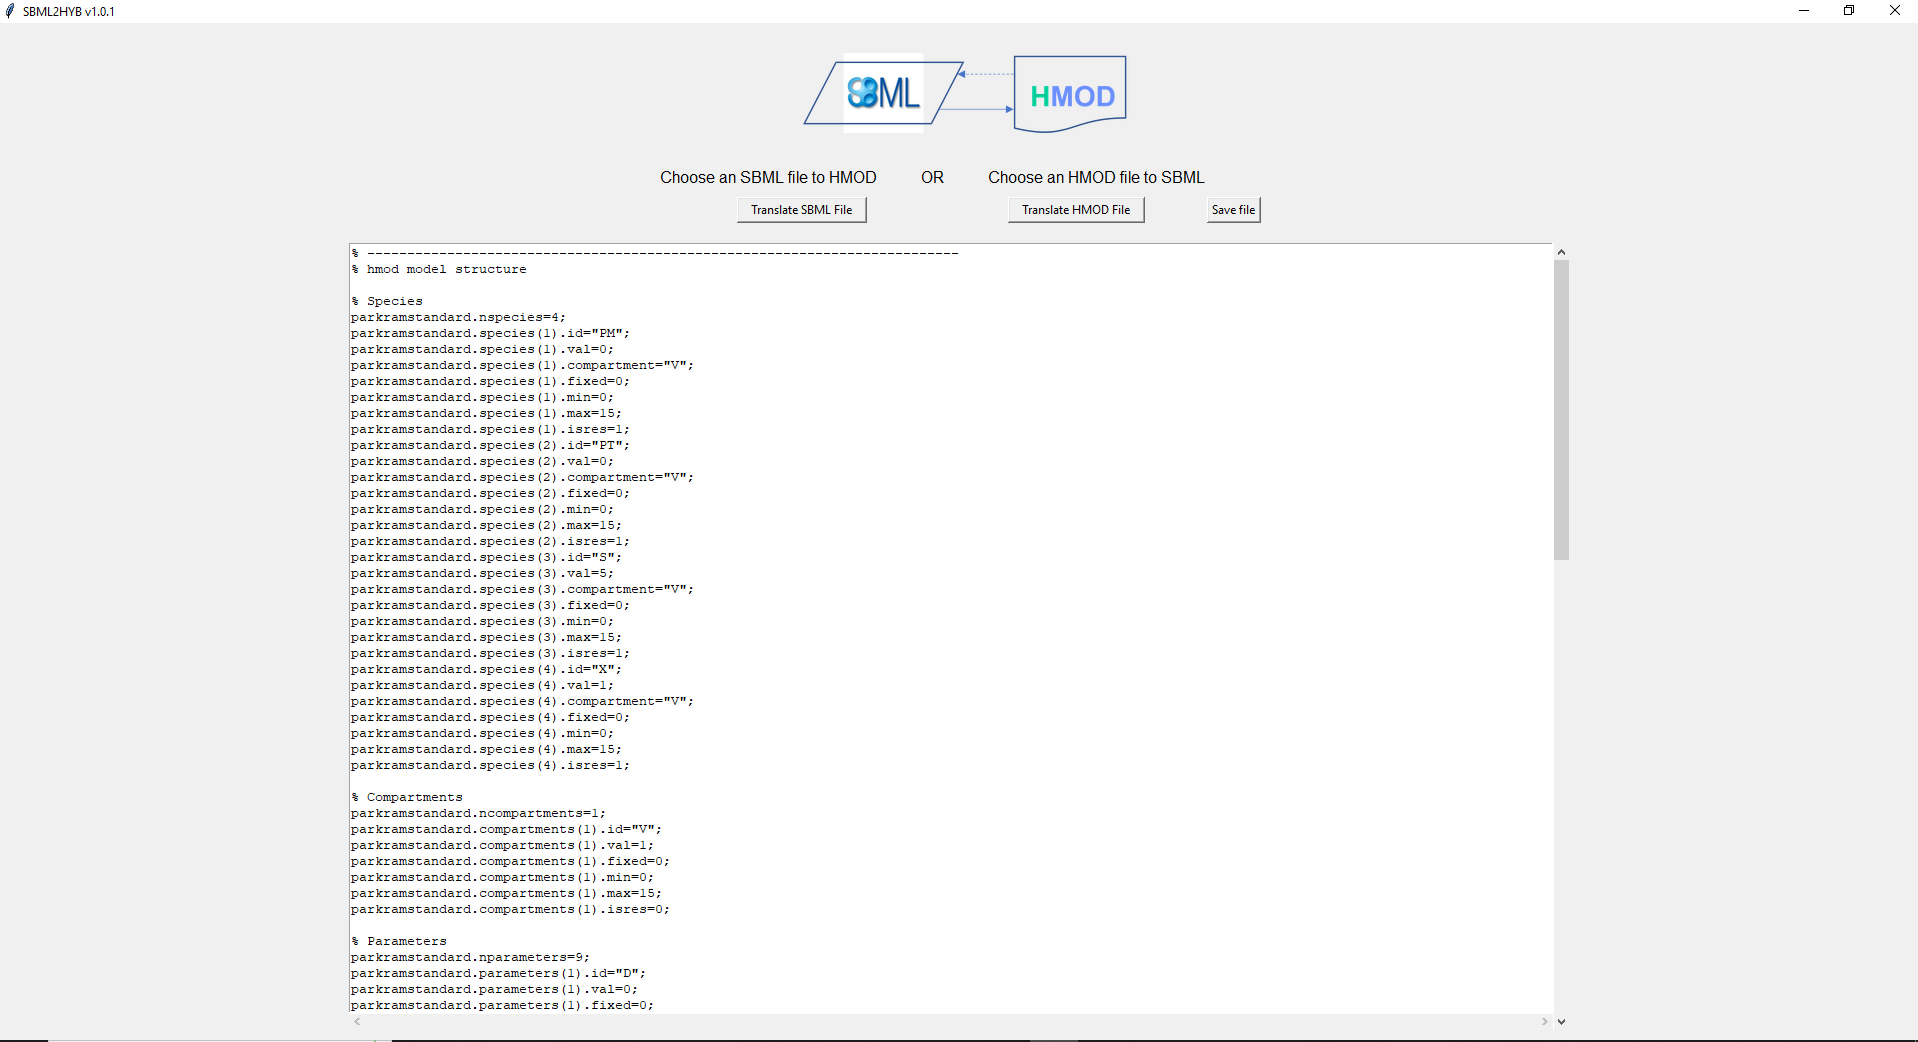 SBML2HYB v1.0.1
SBML
HMOD
Choose an SBML file to HMOD OR Choose an HMOD file to SBML
Translate SBML File Translate HMOD File Save file
% --------------------------------------------------------------------------
% hmod model structure
% Species
parkramstandard.nspecies=4;
parkramstandard.species(1).id="PM";
parkramstandard.species(1).val=0;
parkramstandard.species(1).compartment="V";
parkramstandard.species(1).fixed=0;
parkramstandard.species(1).min=0;
parkramstandard.species(1).max=15;
parkramstandard.species(1).isres=1;
parkramstandard.species(2).id="PT";
parkramstandard.species(2).val=0;
parkramstandard.species(2).compartment="V";
parkramstandard.species(2).fixed=0;
parkramstandard.species(2).min=0;
parkramstandard.species(2).max=15;
parkramstandard.species(2).isres=1;
parkramstandard.species(3).id="S";
parkramstandard.species(3).val=5;
parkramstandard.species(3).compartment="V";
parkramstandard.species(3).fixed=0;
parkramstandard.species(3).min=0;
parkramstandard.species(3).max=15;
parkramstandard.species(3).isres=1;
parkramstandard.species(4).id="X";
parkramstandard.species(4).val=1;
parkramstandard.species(4).compartment="V";
parkramstandard.species(4).fixed=0;
parkramstandard.species(4).min=0;
parkramstandard.species(4).max=15;
parkramstandard.species(4).isres=1;
% Compartments
parkramstandard.ncompartments=1;
parkramstandard.compartments(1).id="V";
parkramstandard.compartments(1).val=1;
parkramstandard.compartments(1).fixed=0;
parkramstandard.compartments(1).min=0;
parkramstandard.compartments(1).max=15;
parkramstandard.compartments(1).isres=0;
% Parameters
parkramstandard.nparameters=9;
parkramstandard.parameters(1).id="D";
parkramstandard.parameters(1).val=0;
parkramstandard.parameters(1).fixed=0;